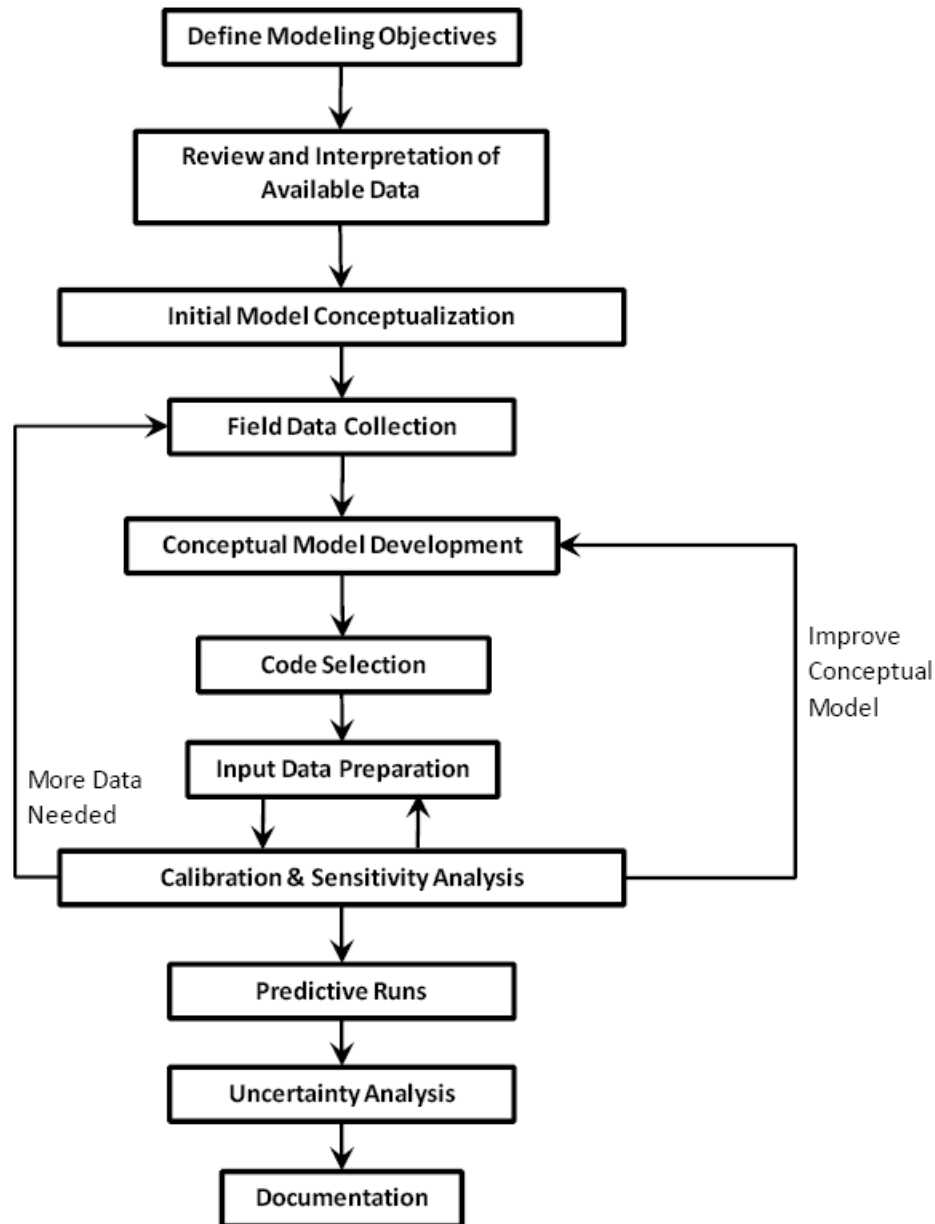 Define Modeling Objectives
Review and Interpretation of
Available Data
Initial Model Conceptualization
Field Data Collection
Conceptual Model Development
Improve
Conceptual
Model
Code Selection
Input Data Preparation
More Data
Needed
Calibration & Sensitivity Analysis
Predictive Runs
Uncertainty Analysis
Documentation